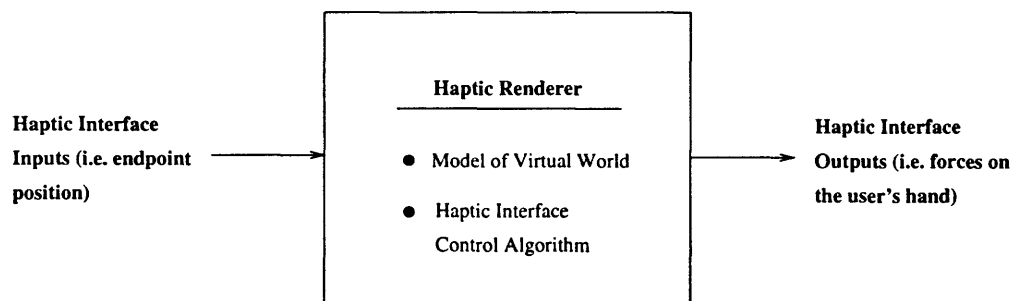 Haptic Interface
Inputs (i.e. endpoint
position)
Haptic Renderer
● Model of Virtual World
● Haptic Interface
Control Algorithm
Haptic Interface
Outputs (i.e. forces on
the user's hand)